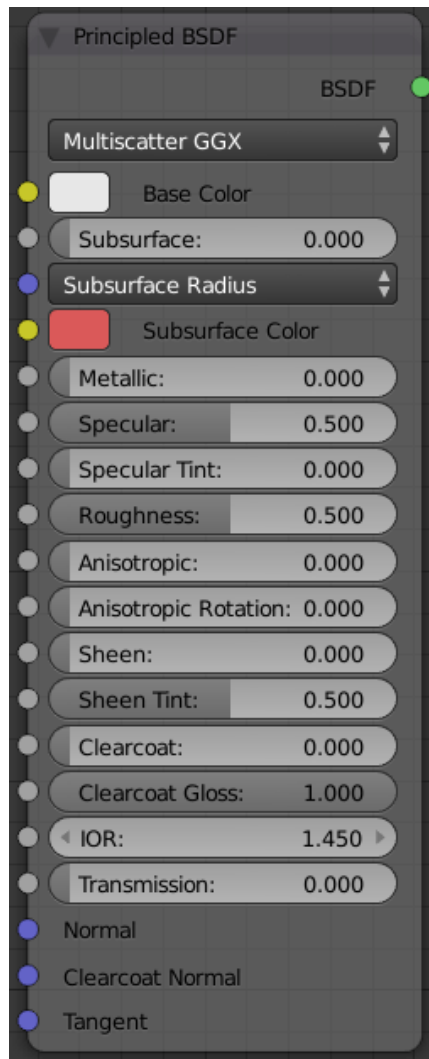 Principled BSDF
BSDF
Multiscatter GGX
Base Color
Subsurface: 0.000
Subsurface Radius
Subsurface Color
Metallic: 0.000
Specular: 0.500
Specular Tint: 0.000
Roughness: 0.500
Anisotropic: 0.000
Anisotropic Rotation: 0.000
Sheen: 0.000
Sheen Tint: 0.500
Clearcoat: 0.000
Clearcoat Gloss: 1.000
IOR: 1.450
Transmission: 0.000
Normal
Clearcoat Normal
Tangent